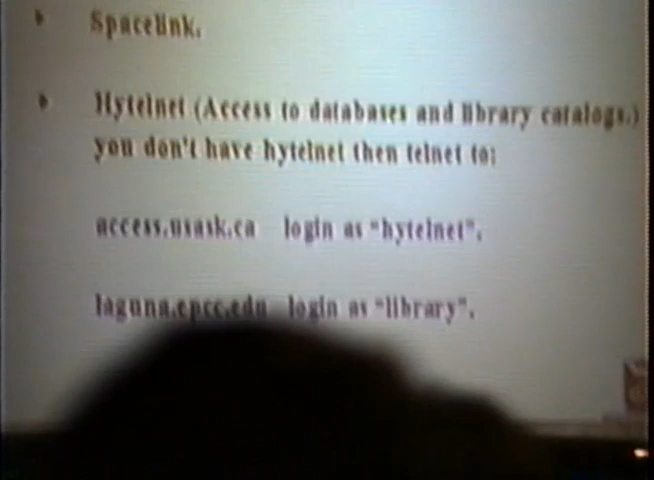 Spacelink.
Hytelnet (Access to databases and library catalogs.)
you don't have hytelnet then telnet to:
access.usask.ca login as "hytelnet".
laguna.epcc.edu login as "library".